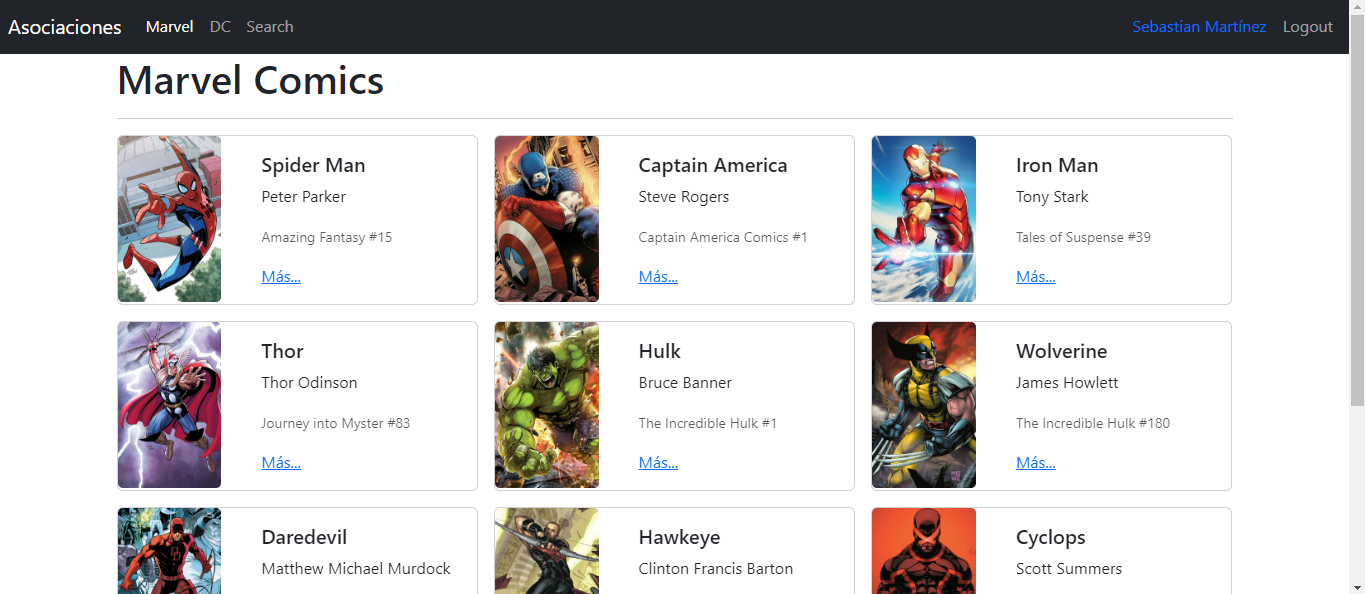 Asociaciones Marvel DC Search Sebastian Martínez Logout
Marvel Comics
Spider Man
Peter Parker
Amazing Fantasy #15
Más...
Captain America
Steve Rogers
Captain America Comics #1
Más...
Iron Man
Tony Stark
Tales of Suspense #39
Más...
Thor
Thor Odinson
Journey into Myster #83
Más...
Hulk
Bruce Banner
The Incredible Hulk #1
Más...
Wolverine
James Howlett
The Incredible Hulk #180
Más...
Daredevil
Matthew Michael Murdock
Hawkeye
Clinton Francis Barton
Cyclops
Scott Summers